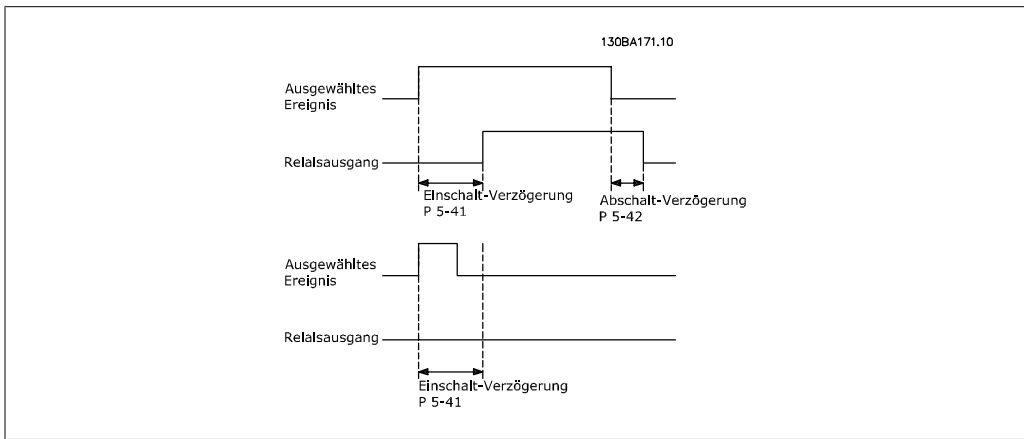 130BA171.10
Ausgewähltes
Ereignis
Relaisausgang
Einschalt-Verzögerung
P 5-41
Abschalt-Verzögerung
P 5-42
Ausgewähltes
Ereignis
Relaisausgang
Einschalt-Verzögerung
P 5-41